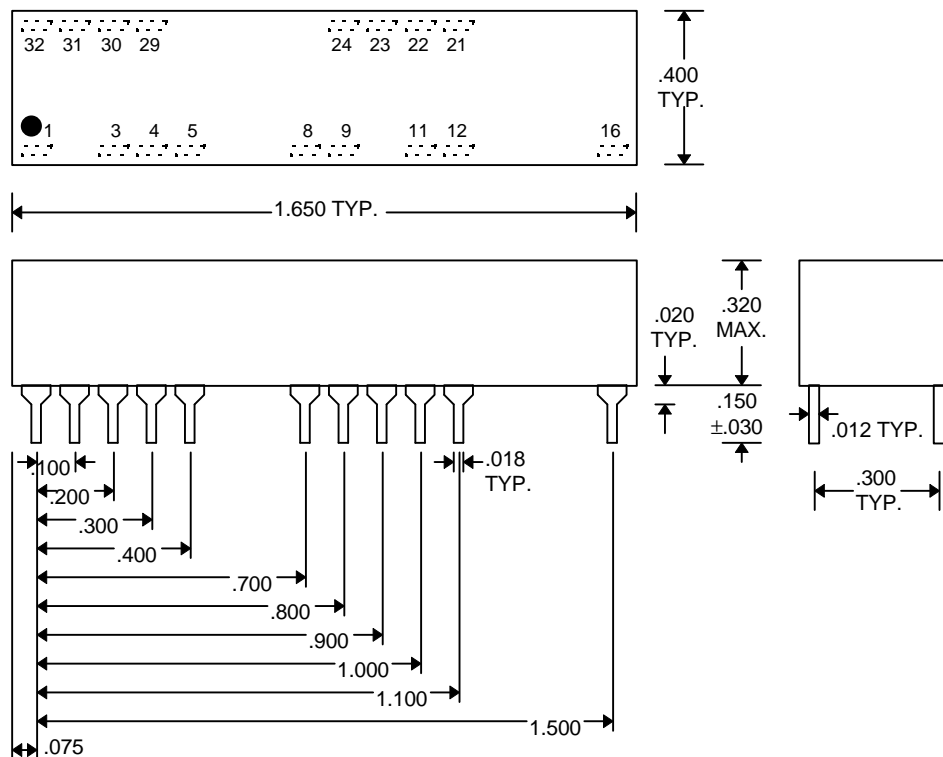 32 31 30 29 24 23 22 21
1 3 4 5 8 9 11 12 16
.400
TYP.
1.650 TYP.
.020
TYP.
.320
MAX.
.150
±.030
.012 TYP.
.300
TYP.
.018
TYP.
.100
.200
.300
.400
.700
.800
.900
1.000
1.100
1.500
.075